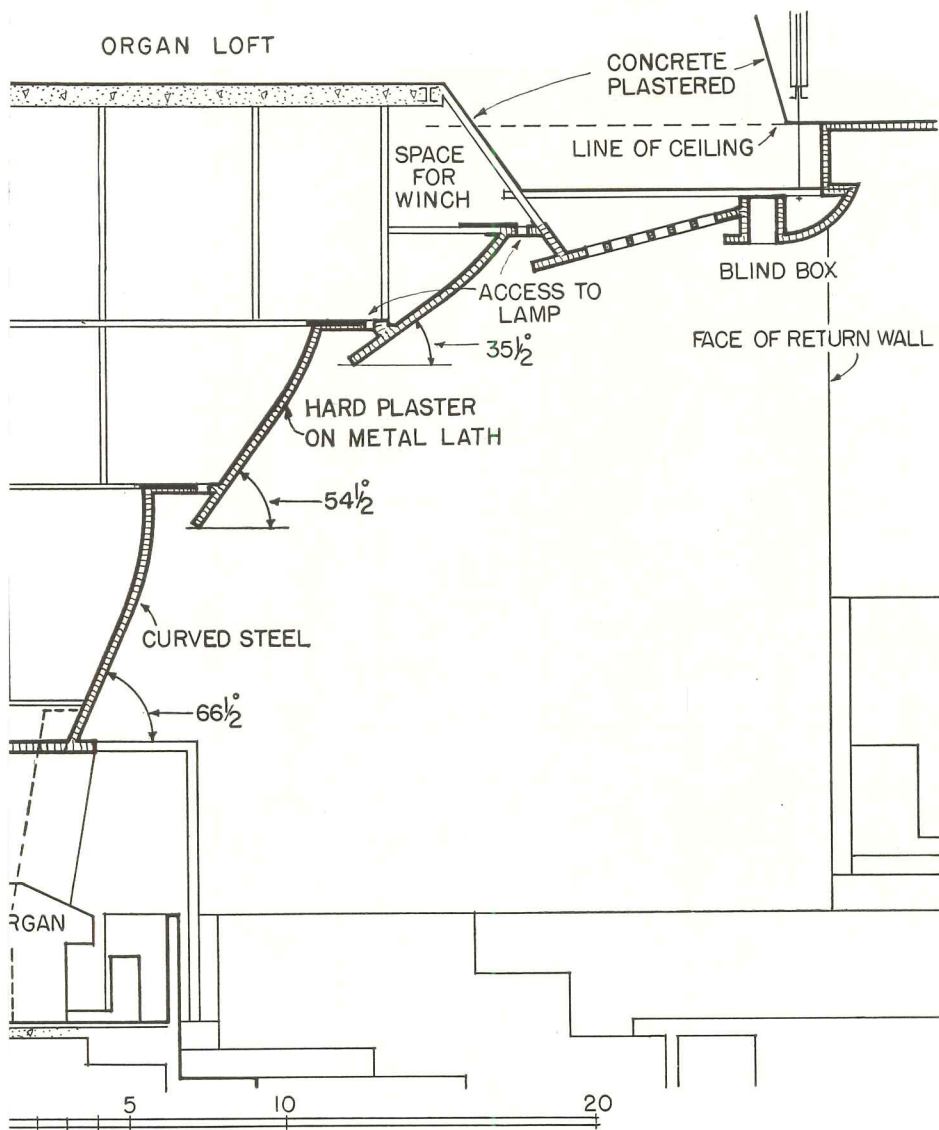 ORGAN LOFT
CONCRETE
PLASTERED
LINE OF CEILING
SPACE
FOR
WINCH
BLIND BOX
ACCESS TO
LAMP
35½°
FACE OF RETURN WALL
HARD PLASTER
ON METAL LATH
54½°
CURVED STEEL
66½°
RGAN
5
10
20